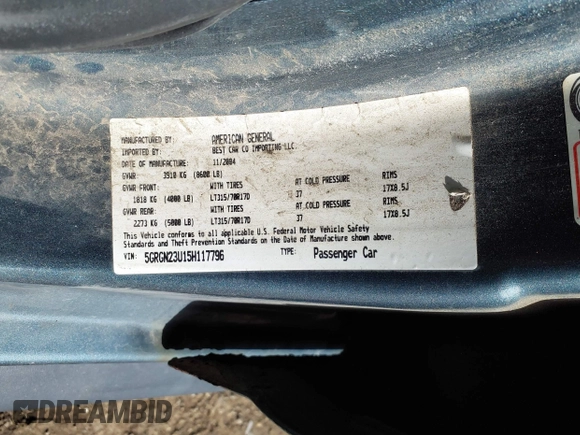 MANUFACTURED BY: AMERICAN GENERAL
IMPORTED BY: BEST CAR CO IMPORTING LLC.
DATE OF MANUFACTURE: 11/2004
GVWR 3910 KG (8600 LB)
GVWR FRONT: WITH TIRES AT COLD PRESSURE RIMS
1818 KG (4000 LB) LT315/70R17D 37 17X8.5J
GVWR REAR: WITH TIRES AT COLD PRESSURE RIMS
2273 KG (5000 LB) LT315/70R17D 37 17X8.5J
This Vehicle conforms to all applicable U.S. Federal Motor Vehicle Safety
Standards and Theft Prevention Standards on the Date of Manufacture shown above.
VIN: 5GRGN23U15H117796 TYPE: Passenger Car
DREAMBID